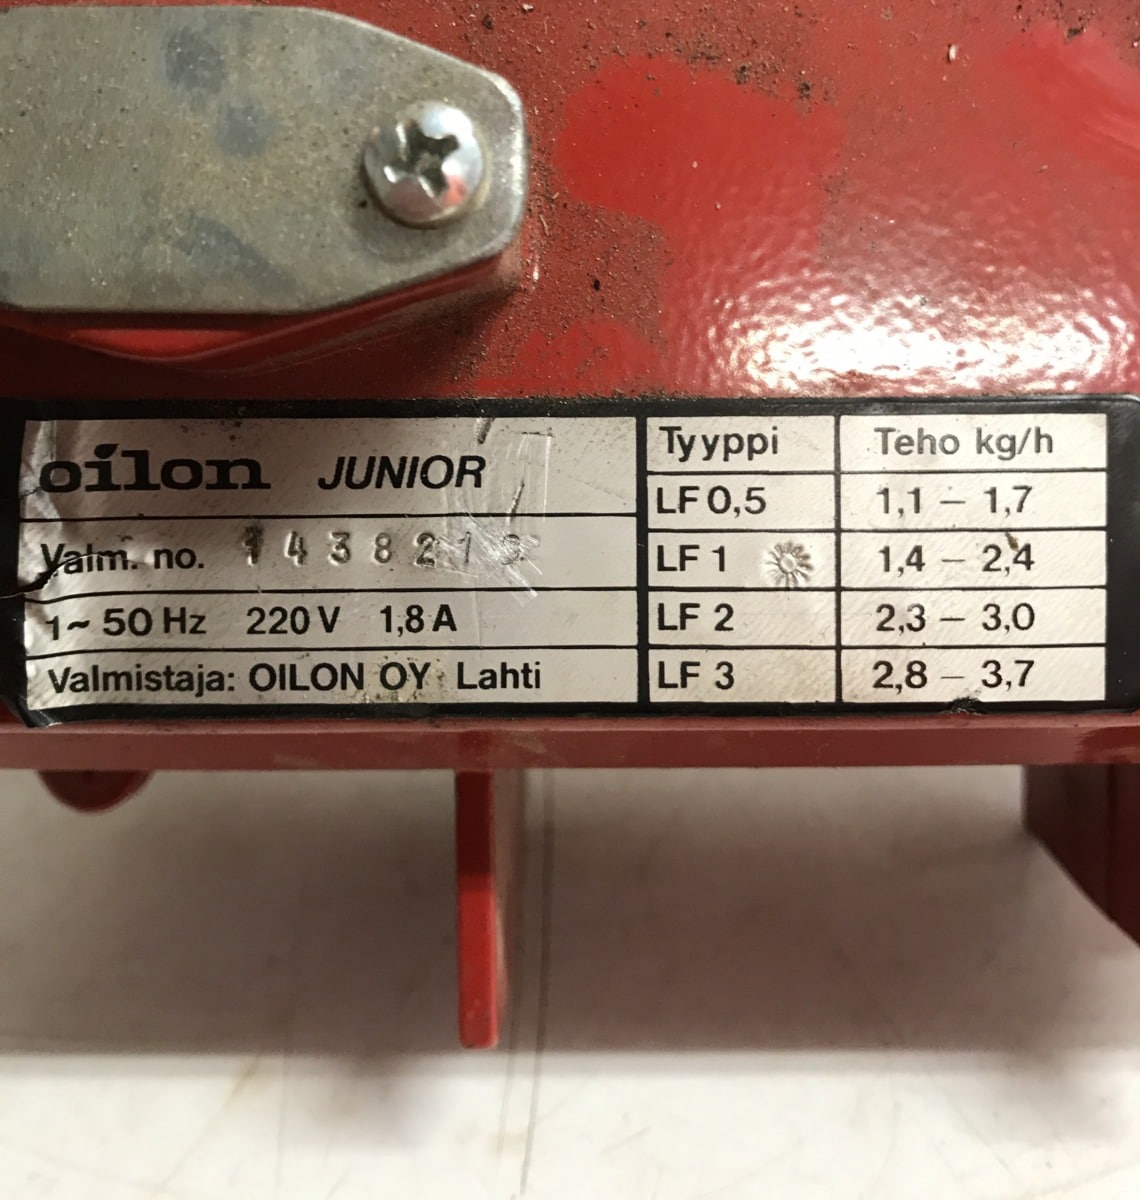 oilon JUNIOR
Valm. no.
1~ 50 Hz 220 V 1,8 A
Valmistaja: OILON OY Lahti
Tyyppi Teho kg/h
LF 0,5 1,1 – 1,7
LF 1 1,4 – 2,4
LF 2 2,3 – 3,0
LF 3 2,8 – 3,7